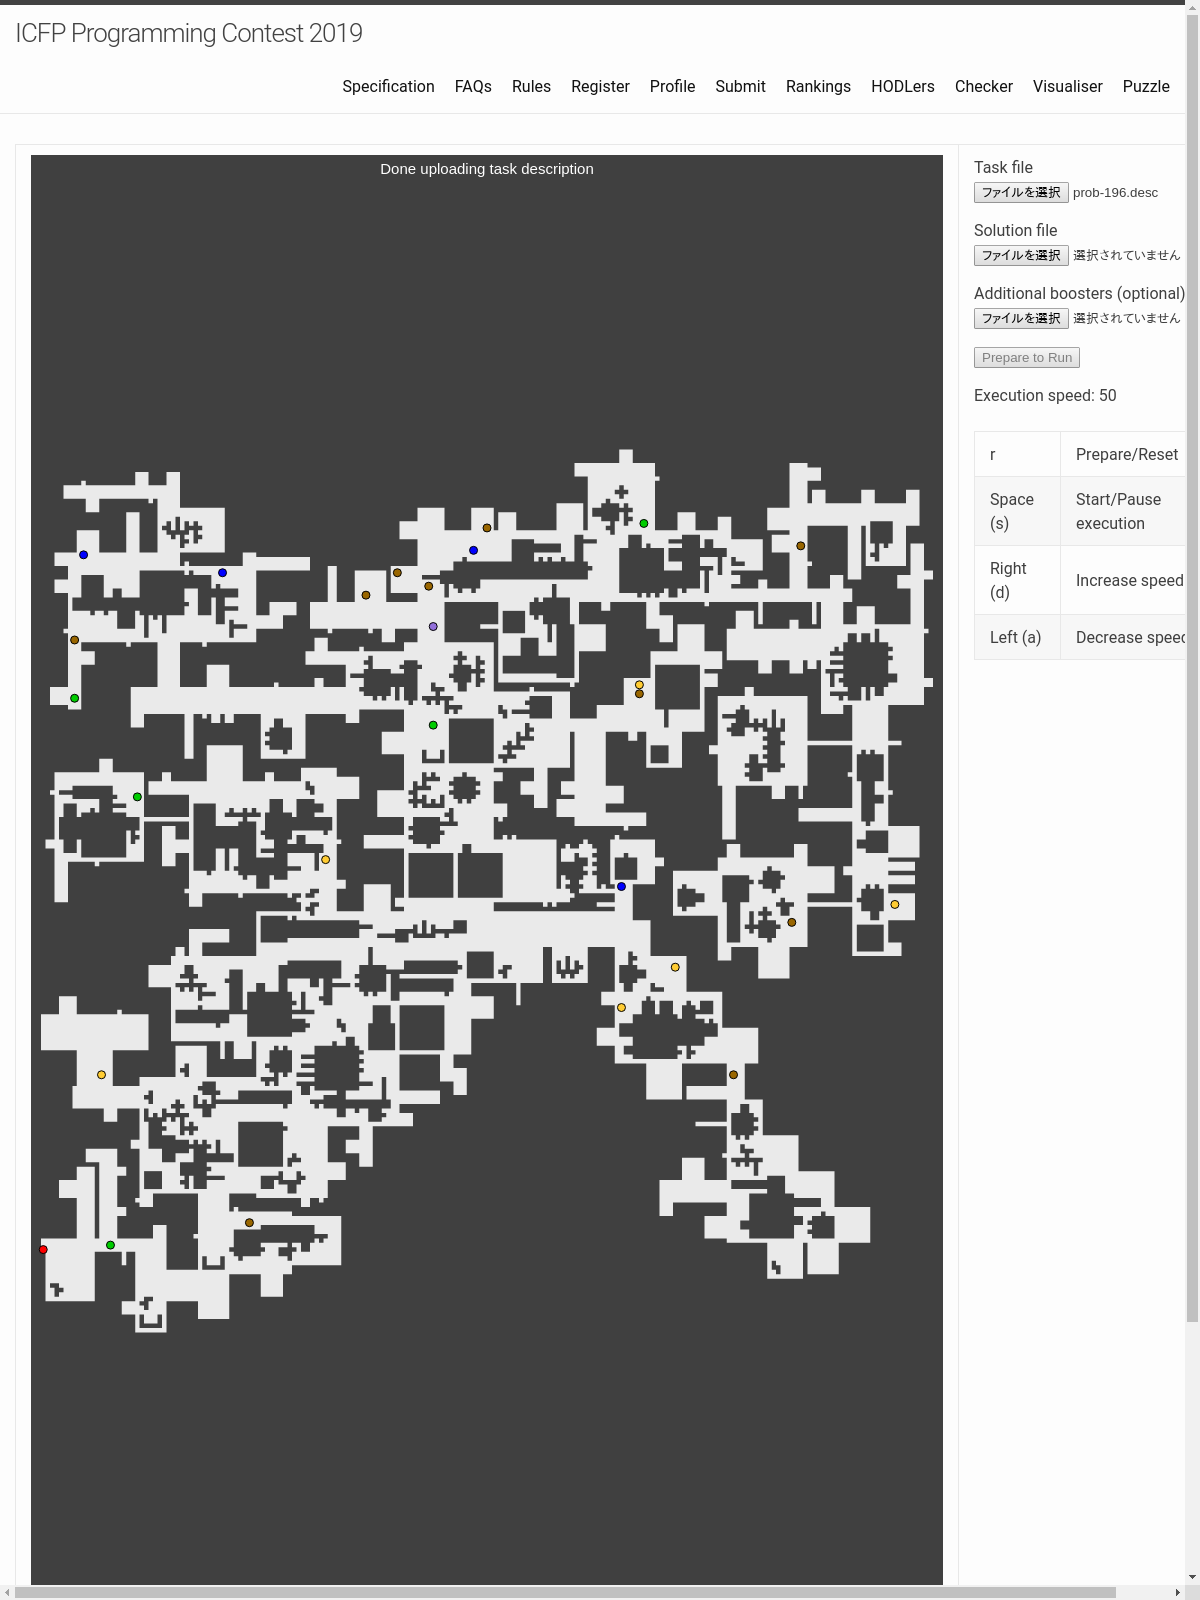 ICFP Programming Contest 2019
Specification FAQs Rules Register Profile Submit Rankings HODLers Checker Visualiser Puzzle
Done uploading task description
Task file
ファイルを選択 prob-196.desc
Solution file
ファイルを選択 選択されていません
Additional boosters (optional)
ファイルを選択 選択されていません
Prepare to Run
Execution speed: 50
r Prepare/Reset
Space (s) Start/Pause execution
Right (d) Increase speed
Left (a) Decrease speed